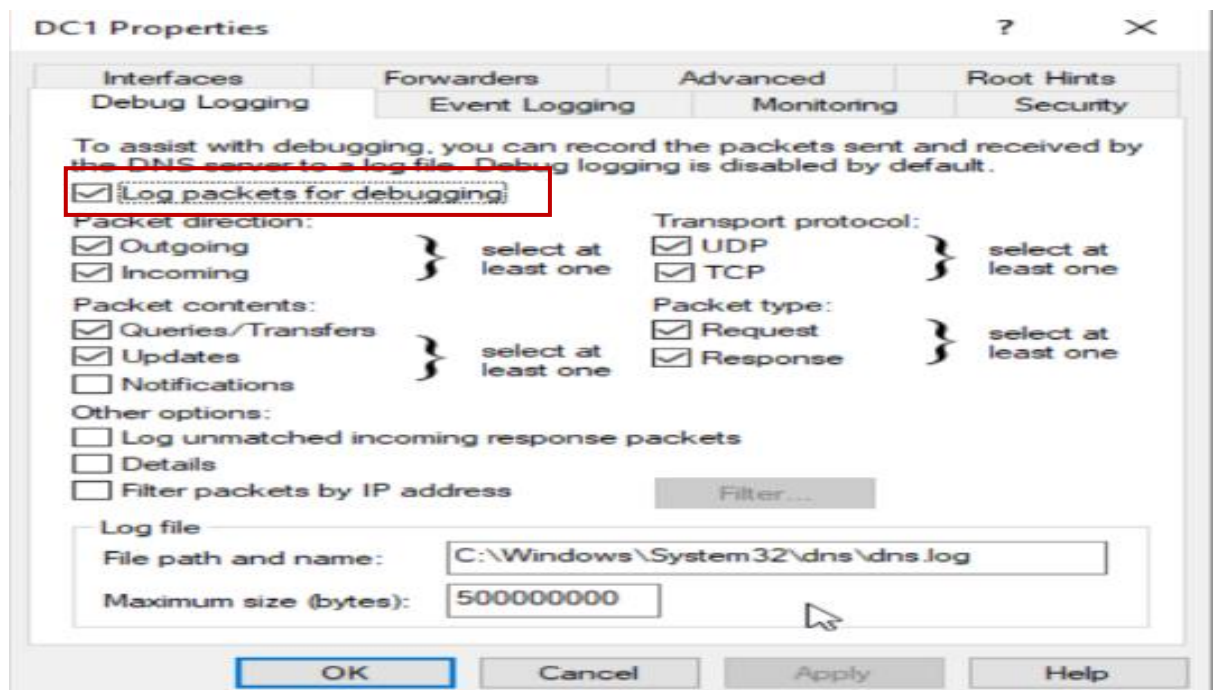 DC1 Properties ?
Interfaces Forwarders Advanced Root Hints
Debug Logging Event Logging Monitoring Security
To assist with debugging, you can record the packets sent and received by
the DNS server to a log file. Debug logging is disabled by default.
Log packets for debugging
Packet direction: Transport protocol:
Outgoing select at UDP select at
Incoming least one TCP least one
Packet contents: Packet type:
Queries/Transfers Request select at
Updates select at Response least one
Notifications least one
Other options:
Log unmatched incoming response packets
Details
Filter packets by IP address Filter...
Log file
File path and name: C:\Windows\System32\dns\dns.log
Maximum size (bytes): 500000000
OK Cancel Apply Help